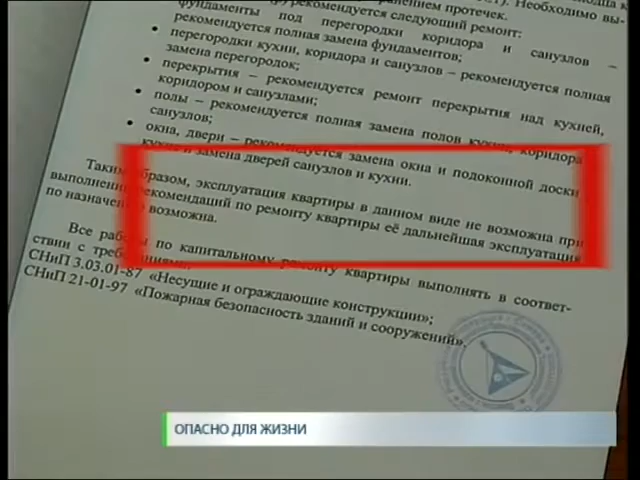 ранением протечек.
Необходимо вы-
рекомендуется следующий ремонт:
фундаменты под перегородки коридора и санузлов –
рекомендуется полная замена фундаментов;
• перегородки кухни, коридора и санузлов – рекомендуется полная
замена перегородок;
• перекрытия – рекомендуется ремонт перекрытия над кухней,
коридором и санузлами;
• полы – рекомендуется полная замена полов кухни, коридора
санузлов;
• окна, двери – рекомендуется замена окна и подоконной доски
кухни и замена дверей санузлов и кухни.
Таким образом, эксплуатация квартиры в данном виде не возможна при
выполнении рекомендаций по ремонту квартиры её дальнейшая эксплуатация
по назначению возможна.
Все работы по капитальному ремонту квартиры выполнять в соответ-
ствии с требованиями:
СНиП 3.03.01-87 «Несущие и ограждающие конструкции»;
СНиП 21-01-97 «Пожарная безопасность зданий и сооружений».
ОПАСНО ДЛЯ ЖИЗНИ